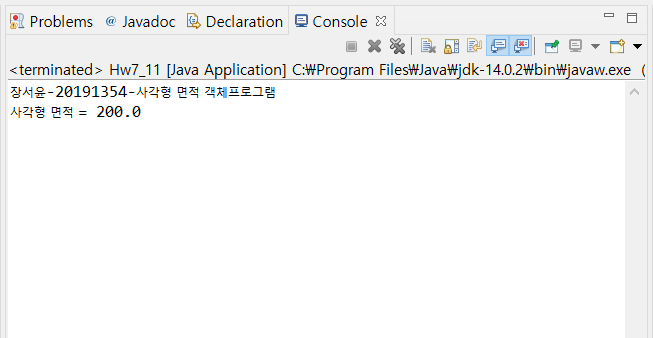 Problems @ Javadoc Declaration Console
<terminated> Hw7_11 [Java Application] C:₩Program Files₩Java₩jdk-14.0.2₩bin₩javaw.exe (
장서윤-20191354-사각형 면적 객체프로그램
사각형 면적 = 200.0